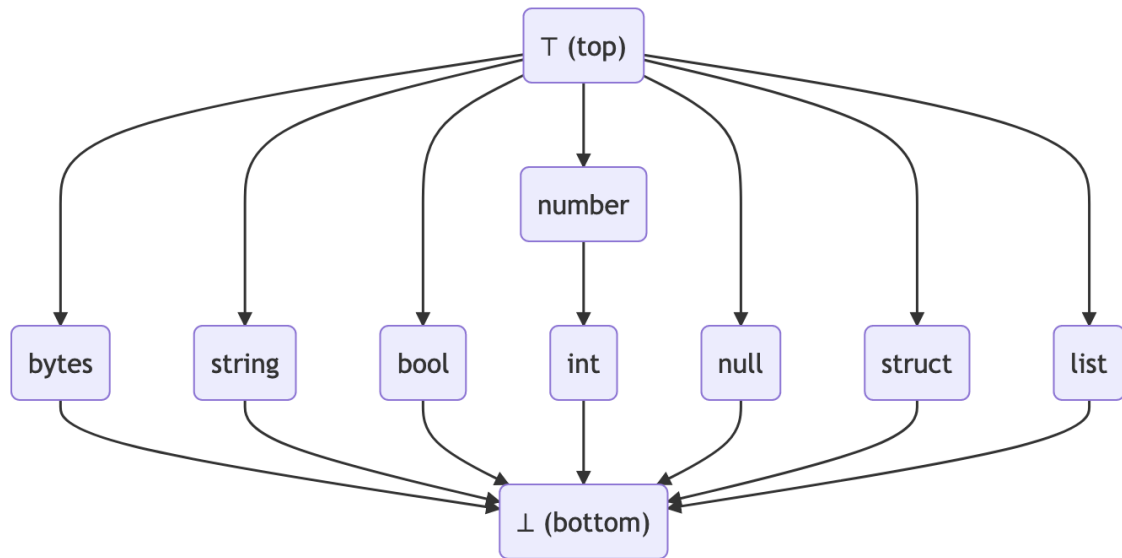 ⊤ (top)
number
bytes
string
bool
int
null
struct
list
⊥ (bottom)